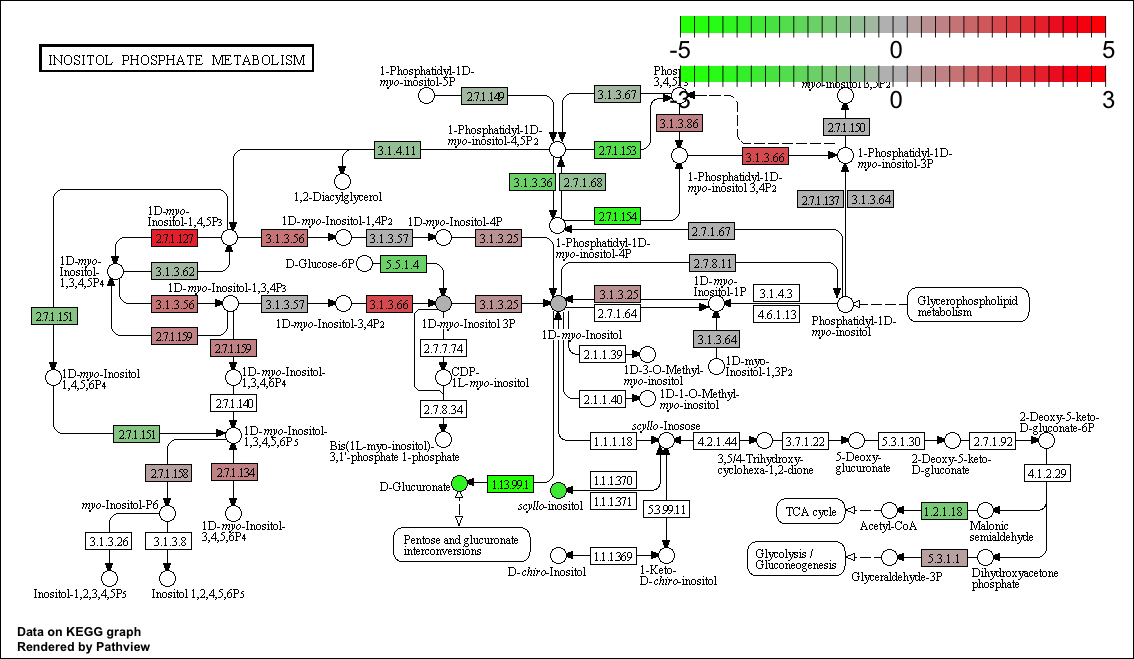 INOSITOL PHOSPHATE METABOLISM
-5 0 5
-3 0 3
1-Phosphatidyl-1D-
myo-inositol-5P
2.7.1.149
3.1.3.67
3.1.3.86
2.7.1.150
1-Phosphatidyl-1D-
myo-inositol-4,5P2
3.1.4.11
2.7.1.153
3.1.3.66
1-Phosphatidyl-1D-
myo-inositol-3P
1,2-Diacylglycerol
3.1.3.36
2.7.1.68
1-Phosphatidyl-1D-
myo-inositol 3,4P2
2.7.1.137
3.1.3.64
1D-myo-
Inositol-1,4,5P3
1D-myo-Inositol-1,4P2
1D-myo-Inositol-4P
2.7.1.154
2.7.1.67
2.7.1.127
3.1.3.56
3.1.3.57
3.1.3.25
1-Phosphatidyl-1D-
myo-inositol-4P
1D-myo-
Inositol-
1,3,4,5P4
3.1.3.62
D-Glucose-6P
5.5.1.4
2.7.8.11
1D-myo-Inositol-1,3,4P3
1D-myo-
Inositol-1P
3.1.3.56
3.1.3.57
3.1.3.66
3.1.3.25
3.1.3.25
2.7.1.64
3.1.4.3
4.6.1.13
Glycerophospholipid
metabolism
2.7.1.151
1D-myo-Inositol-3,4P2
1D-myo-Inositol 3P
1D-myo-Inositol
Phosphatidyl-1D-
myo-inositol
2.7.1.159
2.7.1.159
2.7.7.74
2.1.1.39
3.1.3.64
1D-myo-Inositol
1,4,5,6P4
1D-myo-Inositol-
1,3,4,6P4
CDP-
1L-myo-inositol
1D-3-O-Methyl-
myo-inositol
1D-myo-
Inositol-1,3P2
2.7.1.140
2.7.8.34
2.1.1.40
1D-1-O-Methyl-
myo-inositol
2.7.1.151
1D-myo-Inositol-
1,3,4,5,6P5
Bis(1L-myo-inositol)-
3,1'-phosphate 1-phosphate
scyllo-Inosose
2-Deoxy-5-keto-
D-gluconate-6P
1.1.1.18
4.2.1.44
3.7.1.22
5.3.1.30
2.7.1.92
3,5/4-Trihydroxy-
cyclohexa-1,2-dione
5-Deoxy-
glucuronate
2-Deoxy-5-keto-
D-gluconate
2.7.1.158
2.7.1.134
4.1.2.29
D-Glucuronate
1.13.99.1
scyllo-inositol
1.1.1.370
1.1.1.371
5.3.99.11
myo-Inositol-P6
1D-myo-Inositol-
3,4,5,6P4
TCA cycle
Acetyl-CoA
1.2.1.18
Malonic
semialdehyde
3.1.3.26
3.1.3.8
Pentose and glucuronate
interconversions
D-chiro-Inositol
1.1.1.369
1-Keto-
D-chiro-inositol
Glycolysis /
Gluconeogenesis
Glyceraldehyde-3P
5.3.1.1
Dihydroxyacetone
phosphate
Inositol-1,2,3,4,5P5
Inositol 1,2,4,5,6P5
Data on KEGG graph
Rendered by Pathview